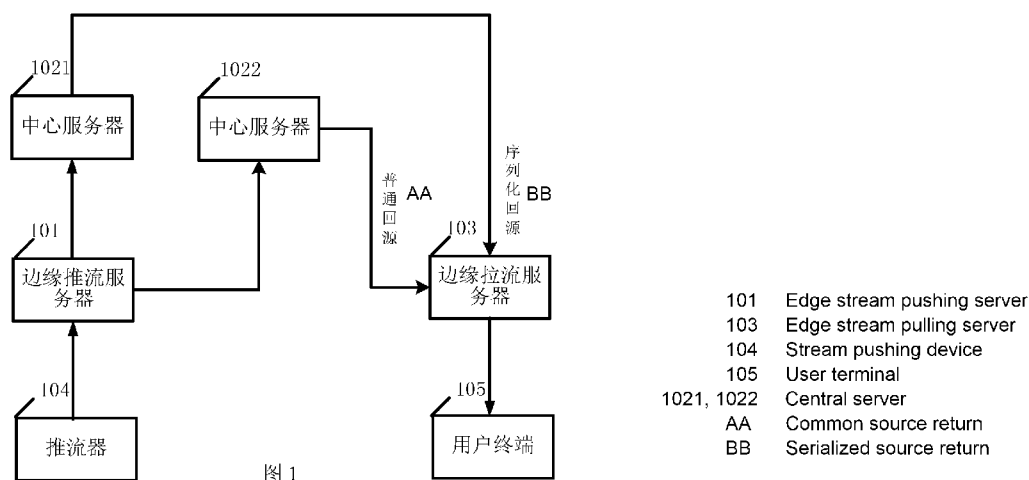 1021
中心服务器
1022
中心服务器
普通回源
AA
序列化回源
BB
101
边缘推流服
务器
103
边缘拉流服
务器
104
推流器
105
用户终端
图1
101 Edge stream pushing server
103 Edge stream pulling server
104 Stream pushing device
105 User terminal
1021, 1022 Central server
AA Common source return
BB Serialized source return